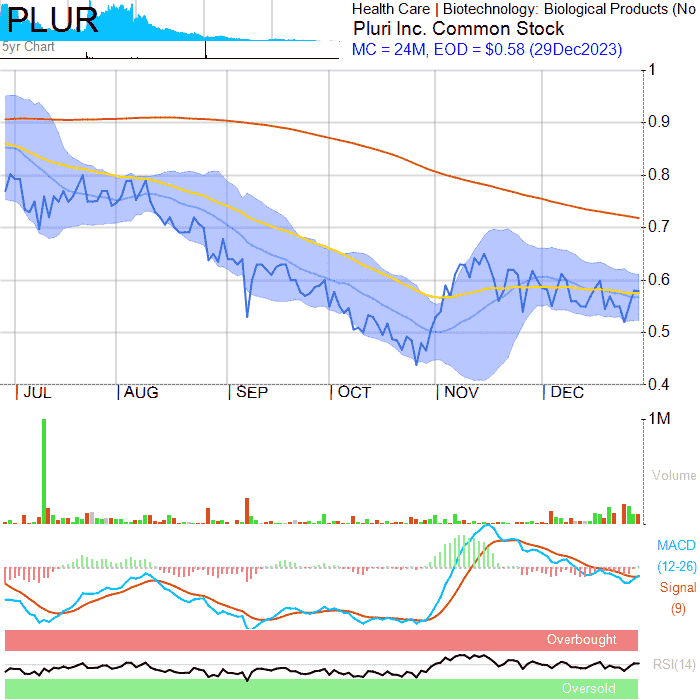 PLUR
Health Care | Biotechnology: Biological Products (No
Pluri Inc. Common Stock
5yr Chart
MC = 24M, EOD = $0.58 (29Dec2023)
1
0.9
0.8
0.7
0.6
0.5
0.4
JUL AUG SEP OCT NOV DEC
1M
Volume
MACD
(12-26)
Signal
(9)
Overbought
RSI(14)
Oversold